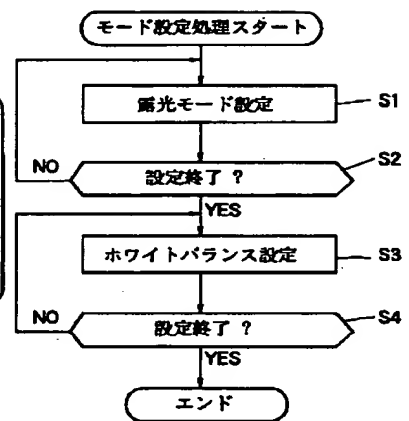 モード設定処理スタート
露光モード設定
S1
設定終了 ?
S2
NO
YES
ホワイトバランス設定
S3
設定終了 ?
S4
NO
YES
エンド